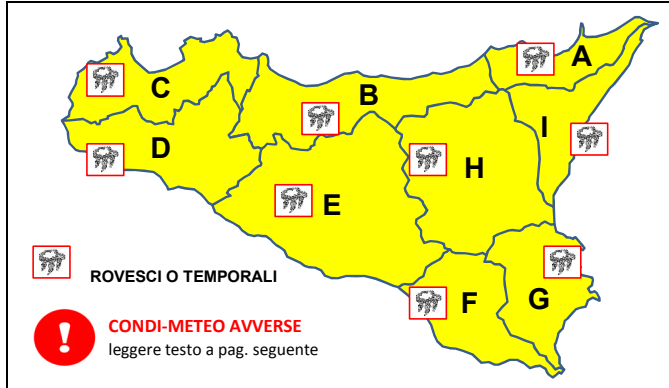 A
C
B
I
D
H
E
ROVESCI O TEMPORALI
F
G
!
CONDI-METEO AVVERSE
leggere testo a pag. seguente